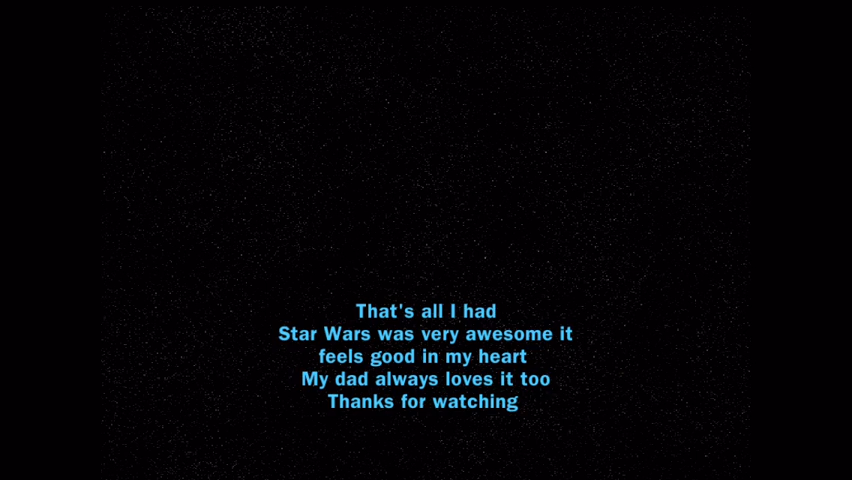 That's all I had
Star Wars was very awesome it
feels good in my heart
My dad always loves it too
Thanks for watching